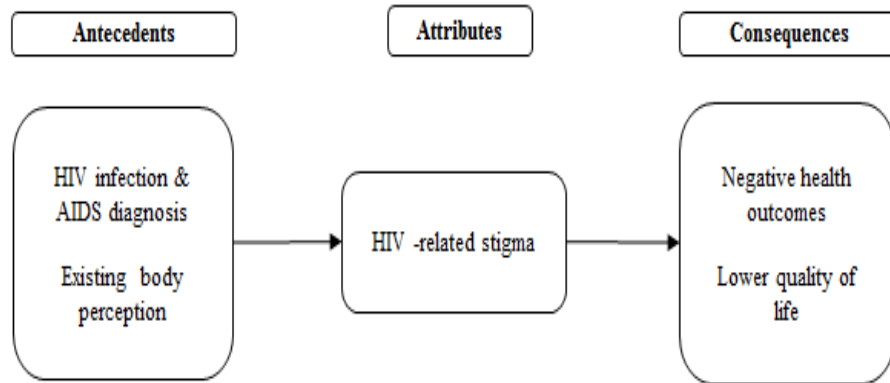 Antecedents
Attributes
Consequences
HIV infection &
AIDS diagnosis
Existing body
perception
HIV -related stigma
Negative health
outcomes
Lower quality of
life